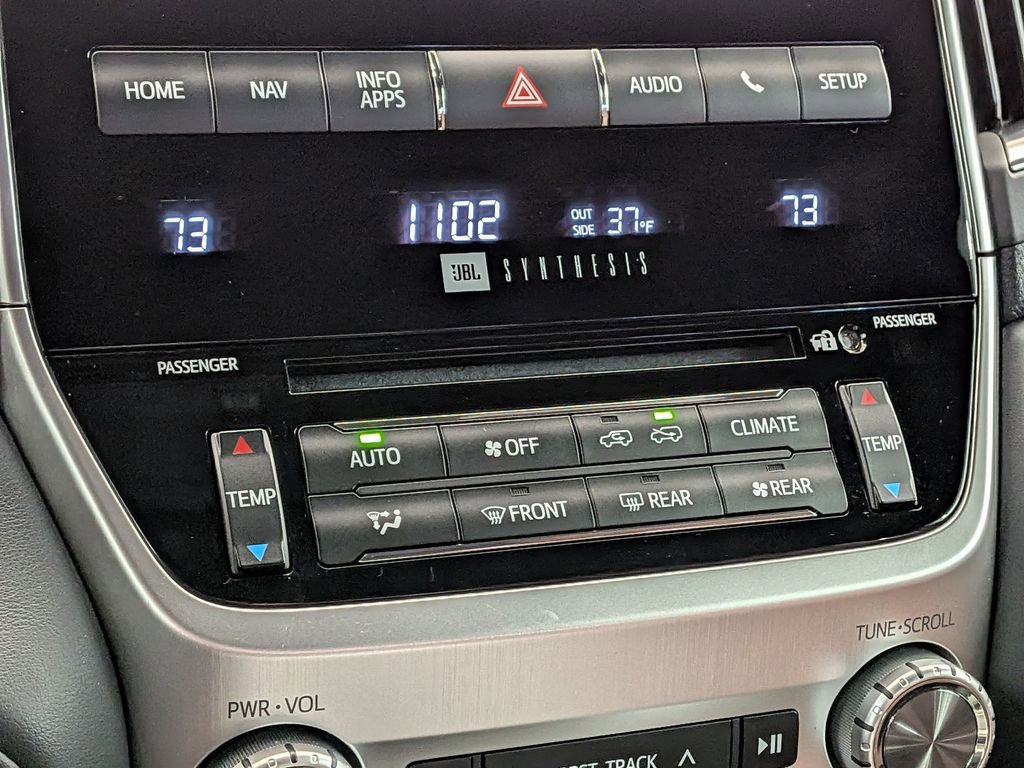 HOME NAV INFO APPS AUDIO SETUP
73 1102 OUT SIDE 37°F 73
JBL SYNTHESIS
PASSENGER PASSENGER
AUTO OFF CLIMATE
TEMP TEMP
FRONT REAR REAR
PWR·VOL TUNE·SCROLL
TRACK